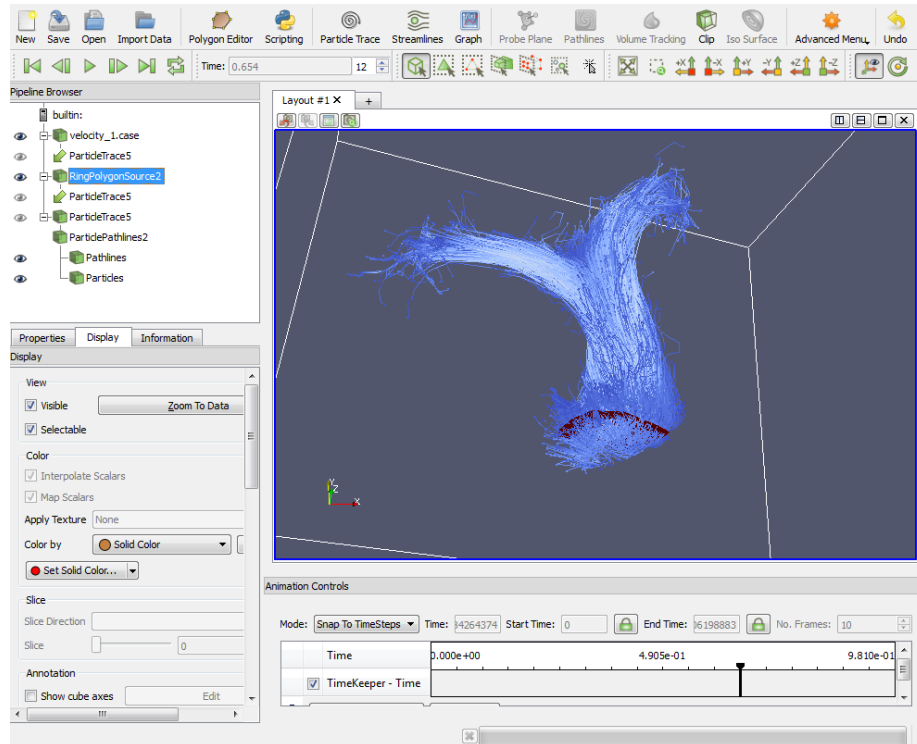 New Save Open Import Data Polygon Editor Scripting Particle Trace Streamlines Graph Probe Plane Pathlines Volume Tracking Clip Iso Surface Advanced Menu Undo
Time: 0.654 12 +X -X +Y -Y +Z -Z
Pipeline Browser
builtin:
velocity_1.case
ParticleTrace5
RingPolygonSource2
ParticleTrace5
ParticleTrace5
ParticlePathlines2
Pathlines
Particles
Properties Display Information
Display
View
Visible Zoom To Data
Selectable
Color
Interpolate Scalars
Map Scalars
Apply Texture None
Color by Solid Color
Set Solid Color...
Slice
Slice Direction
Slice 0
Annotation
Show cube axes Edit
Layout #1 X +
Y
Z
X
Animation Controls
Mode: Snap To TimeSteps Time: 34264374 Start Time: 0 End Time: 06198883 No. Frames: 10
Time 0.000e+00 4.905e-01 9.810e-01
TimeKeeper - Time